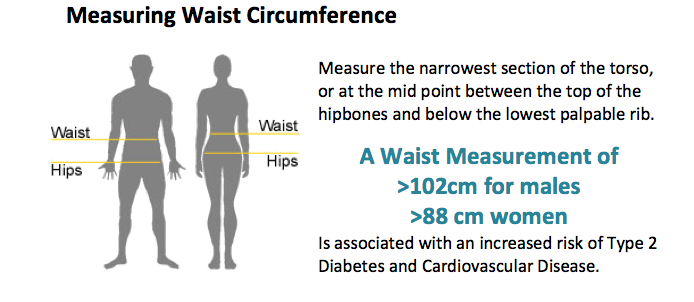 Measuring Waist Circumference
Measure the narrowest section of the torso,
or at the mid point between the top of the
hipbones and below the lowest palpable rib.
Waist
Hips
Waist
Hips
A Waist Measurement of
>102cm for males
>88 cm women
Is associated with an increased risk of Type 2
Diabetes and Cardiovascular Disease.